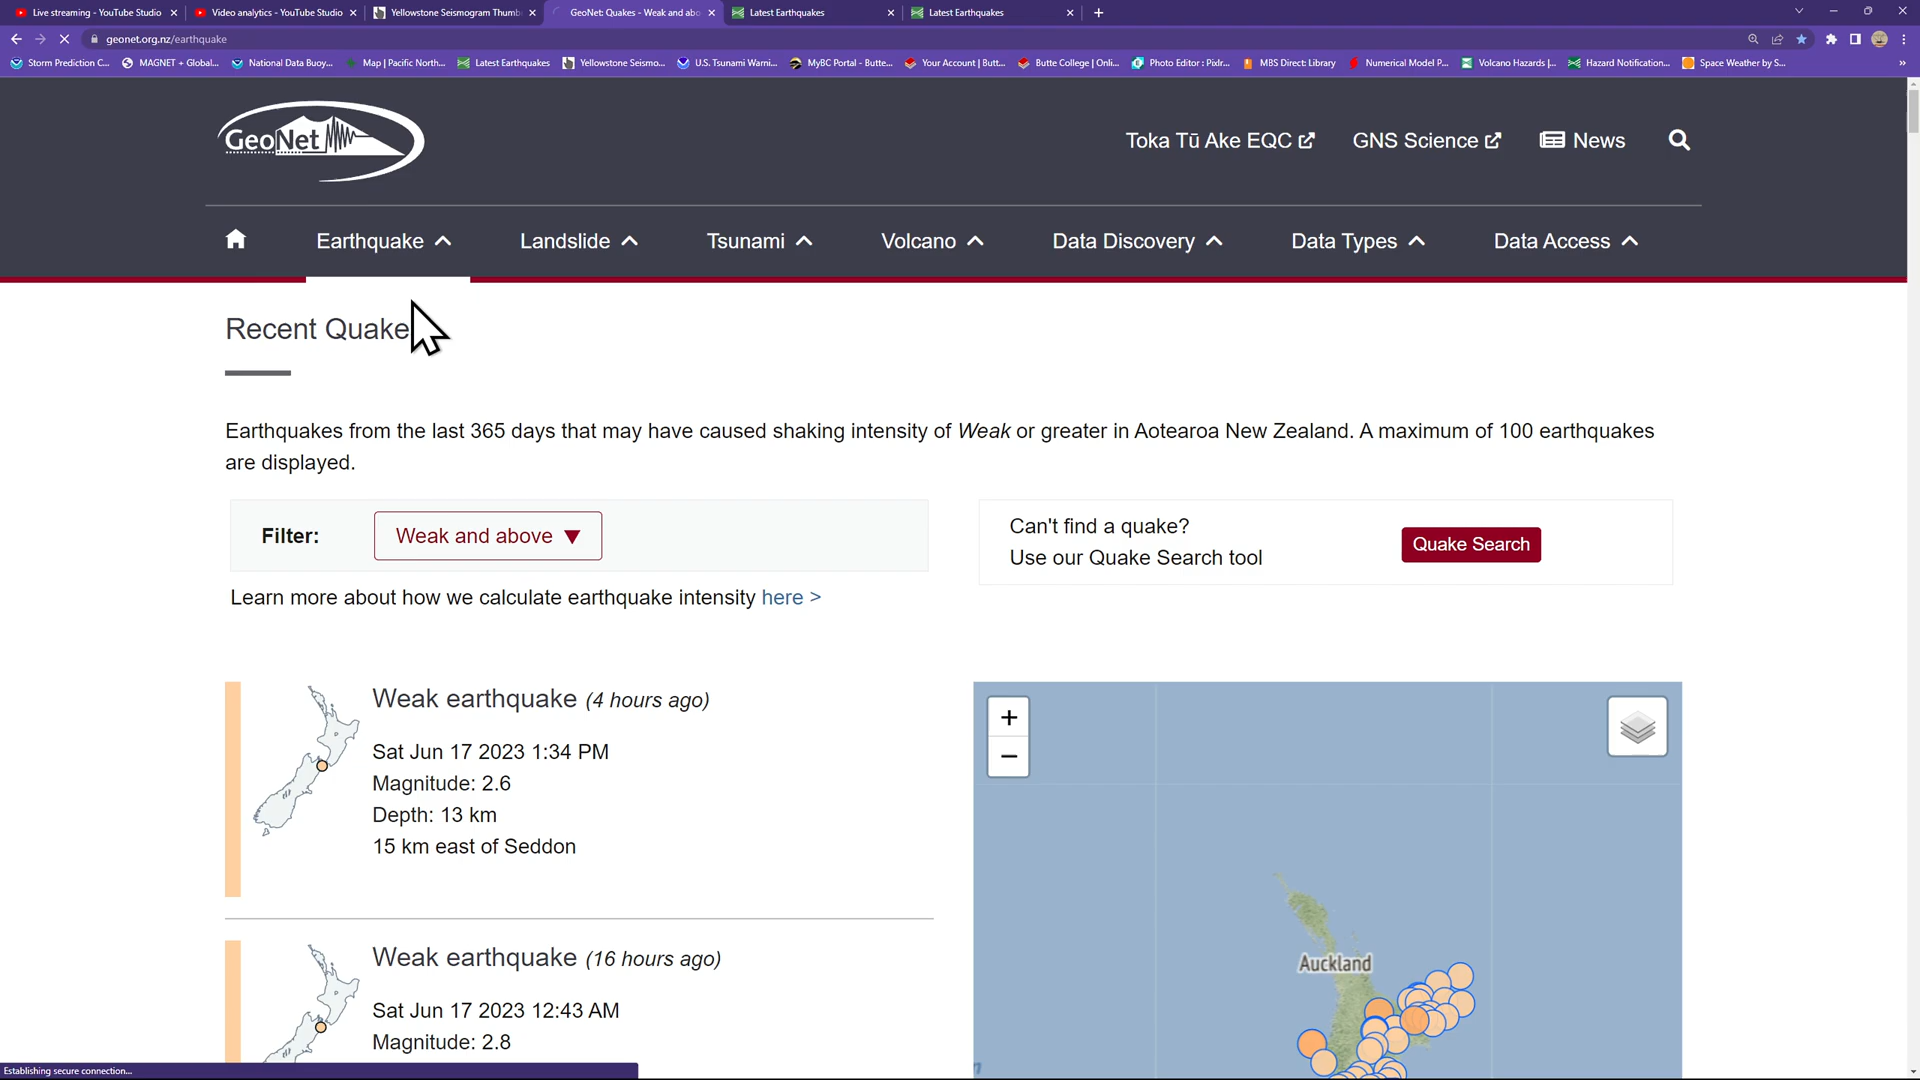 Live streaming - YouTube Studio
Video analytics - YouTube Studio
Yellowstone Seismogram Thumb
GeoNet: Quakes - Weak and abo
Latest Earthquakes
Latest Earthquakes
geonet.org.nz/earthquake
Storm Prediction C...
MAGNET + Global...
National Data Buoy...
Map | Pacific North...
Latest Earthquakes
Yellowstone Seismo...
U.S. Tsunami Warni...
MyBC Portal - Butte...
Your Account | Butt...
Butte College | Onli...
Photo Editor : Pixlr...
MBS Direct Library
Numerical Model P...
Volcano Hazards |...
Hazard Notification...
Space Weather by S...
GeoNet
Toka Tū Ake EQC
GNS Science
News
Earthquake
Landslide
Tsunami
Volcano
Data Discovery
Data Types
Data Access
Recent Quake
Earthquakes from the last 365 days that may have caused shaking intensity of Weak or greater in Aotearoa New Zealand. A maximum of 100 earthquakes
are displayed.
Filter:
Weak and above
Can't find a quake?
Use our Quake Search tool
Quake Search
Learn more about how we calculate earthquake intensity here >
Weak earthquake (4 hours ago)
Sat Jun 17 2023 1:34 PM
Magnitude: 2.6
Depth: 13 km
15 km east of Seddon
Weak earthquake (16 hours ago)
Sat Jun 17 2023 12:43 AM
Magnitude: 2.8
+
−
Auckland
Establishing secure connection...